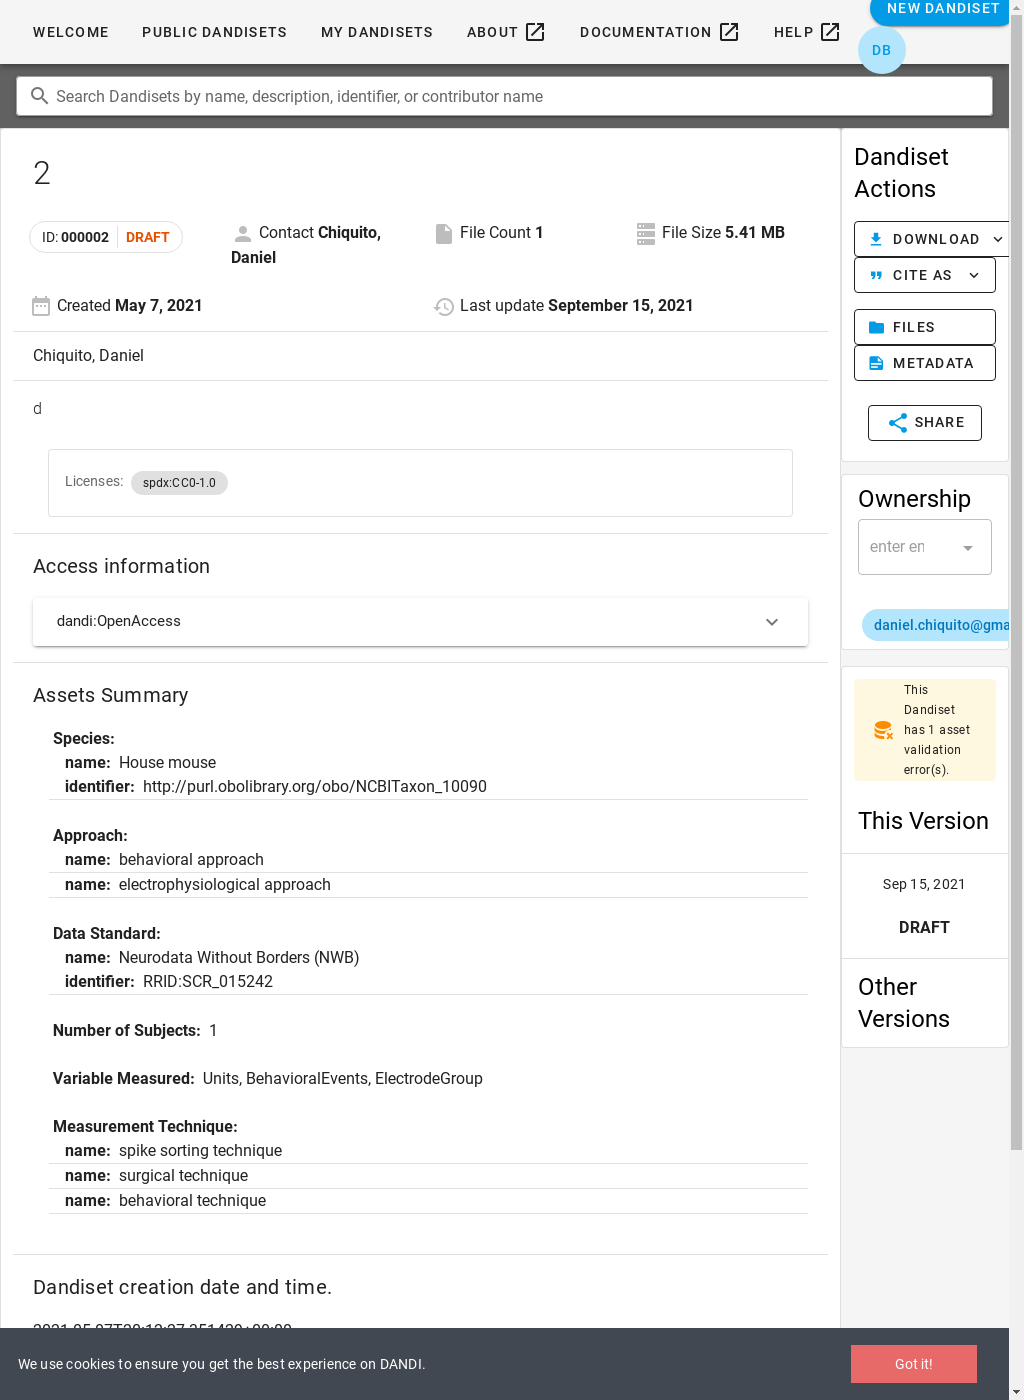 WELCOME PUBLIC DANDISETS MY DANDISETS ABOUT DOCUMENTATION HELP NEW DANDISET
DB
Search Dandisets by name, description, identifier, or contributor name
2
ID: 000002 DRAFT
Contact Chiquito, Daniel
File Count 1
File Size 5.41 MB
Created May 7, 2021
Last update September 15, 2021
Chiquito, Daniel
d
Licenses: spdx:CC0-1.0
Access information
dandi:OpenAccess
Assets Summary
Species:
name: House mouse
identifier: http://purl.obolibrary.org/obo/NCBITaxon_10090
Approach:
name: behavioral approach
name: electrophysiological approach
Data Standard:
name: Neurodata Without Borders (NWB)
identifier: RRID:SCR_015242
Number of Subjects: 1
Variable Measured: Units, BehavioralEvents, ElectrodeGroup
Measurement Technique:
name: spike sorting technique
name: surgical technique
name: behavioral technique
Dandiset creation date and time.
Dandiset
Actions
DOWNLOAD
CITE AS
FILES
METADATA
SHARE
Ownership
enter en
daniel.chiquito@gma
This
Dandiset
has 1 asset
validation
error(s).
This Version
Sep 15, 2021
DRAFT
Other
Versions
We use cookies to ensure you get the best experience on DANDI.
Got it!